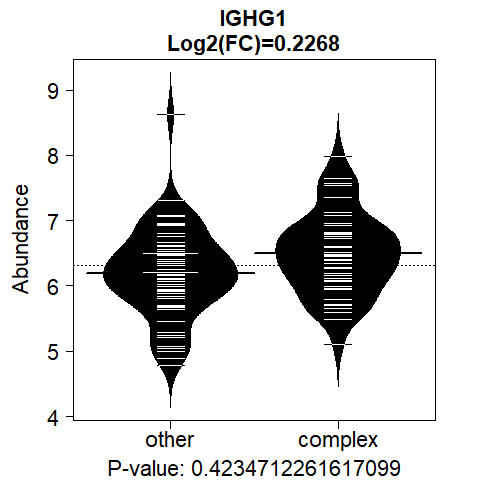 IGHG1
Log2(FC)=0.2268
Abundance
9
8
7
6
5
4
other complex
P-value: 0.4234712261617099